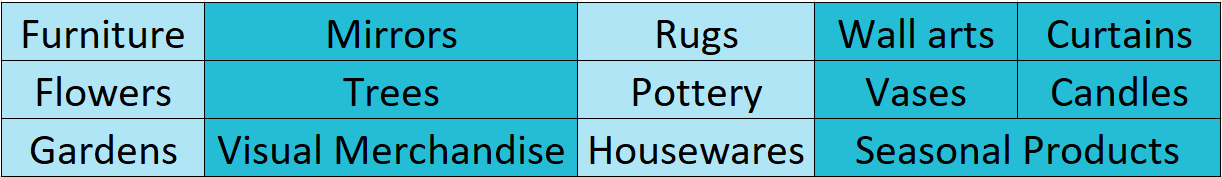 Furniture Mirrors Rugs Wall arts Curtains
Flowers Trees Pottery Vases Candles
Gardens Visual Merchandise Housewares Seasonal Products